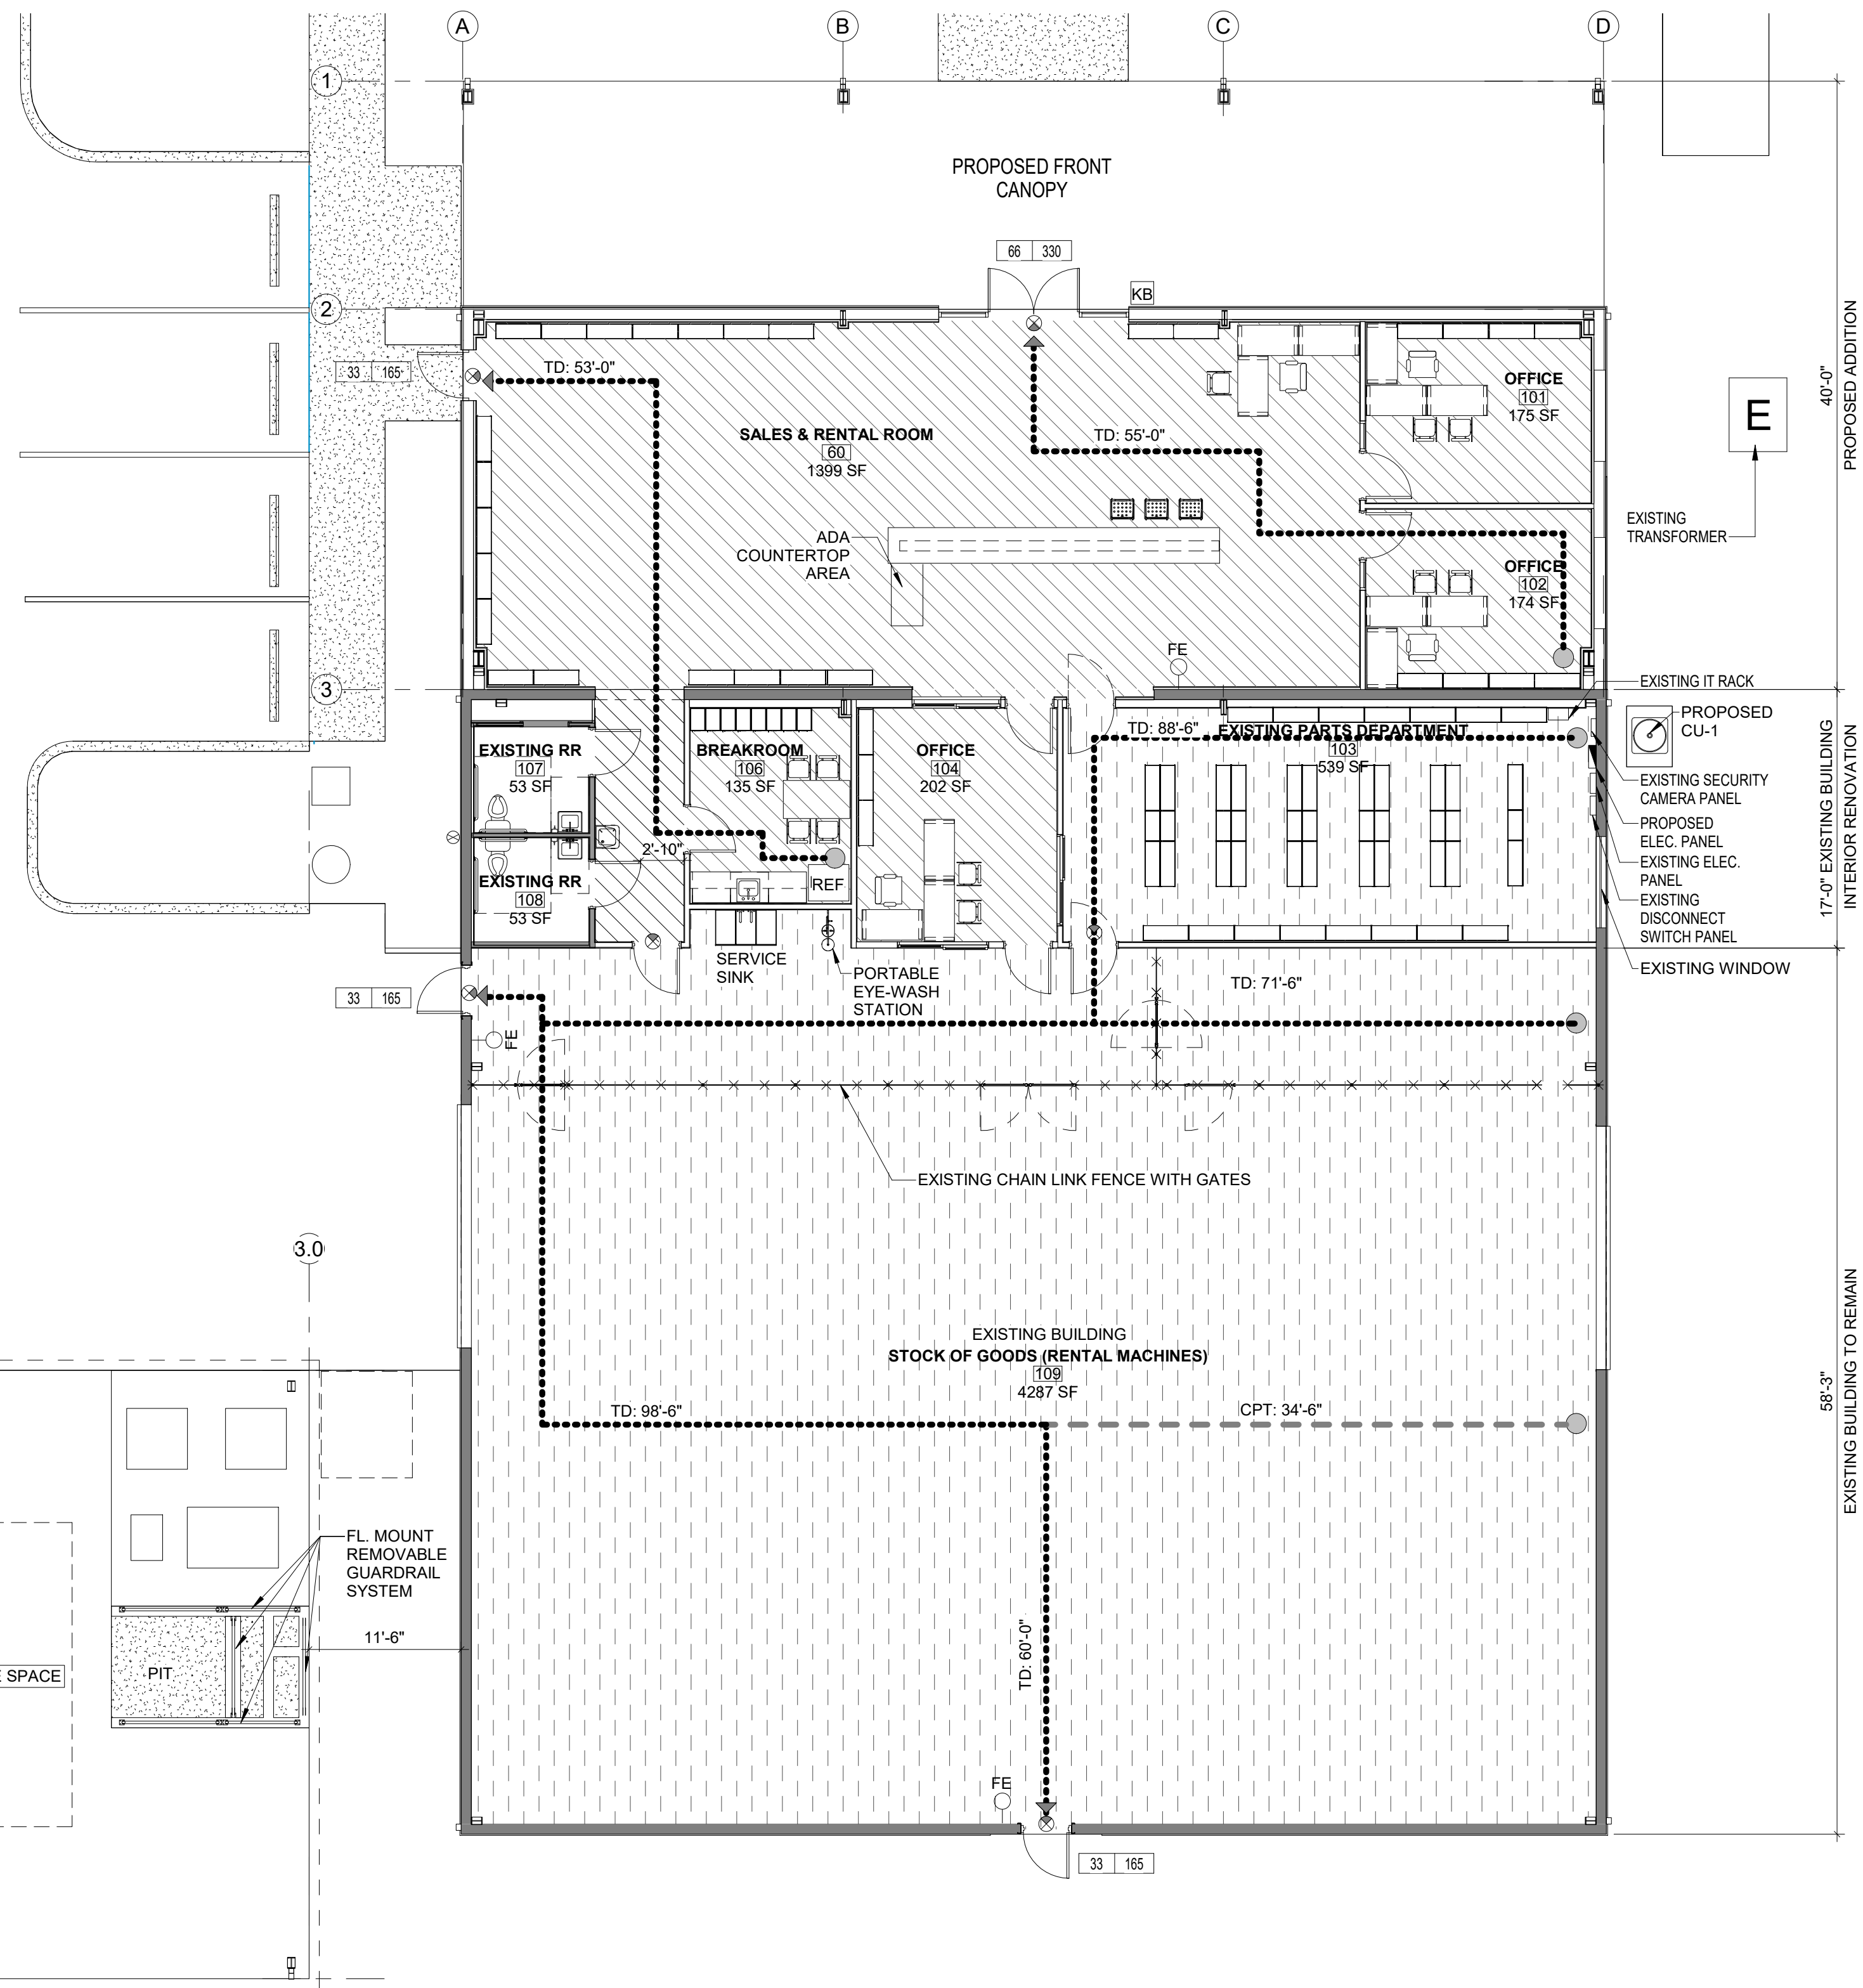 A
B
C
D
1
PROPOSED FRONT
CANOPY
66 330
KB
2
33 165
TD: 53'-0"
OFFICE
101
175 SF
40'-0"
PROPOSED ADDITION
E
SALES & RENTAL ROOM
60
1399 SF
TD: 55'-0"
EXISTING
TRANSFORMER
ADA
COUNTERTOP
AREA
OFFICE
102
174 SF
FE
3
EXISTING IT RACK
PROPOSED
CU-1
TD: 88'-6"
EXISTING PARTS DEPARTMENT
103
539 SF
EXISTING RR
107
53 SF
BREAKROOM
106
135 SF
OFFICE
104
202 SF
EXISTING SECURITY
CAMERA PANEL
PROPOSED
ELEC. PANEL
EXISTING ELEC.
PANEL
EXISTING
DISCONNECT
SWITCH PANEL
EXISTING WINDOW
17'-0" EXISTING BUILDING
INTERIOR RENOVATION
2'-10"
REF
EXISTING RR
108
53 SF
SERVICE
SINK
PORTABLE
EYE-WASH
STATION
TD: 71'-6"
33 165
FE
EXISTING CHAIN LINK FENCE WITH GATES
3.0
EXISTING BUILDING
STOCK OF GOODS (RENTAL MACHINES)
109
4287 SF
TD: 98'-6"
CPT: 34'-6"
58'-3"
EXISTING BUILDING TO REMAIN
FL. MOUNT
REMOVABLE
GUARDRAIL
SYSTEM
11'-6"
PIT
SPACE
TD: 60'-0"
FE
33 165